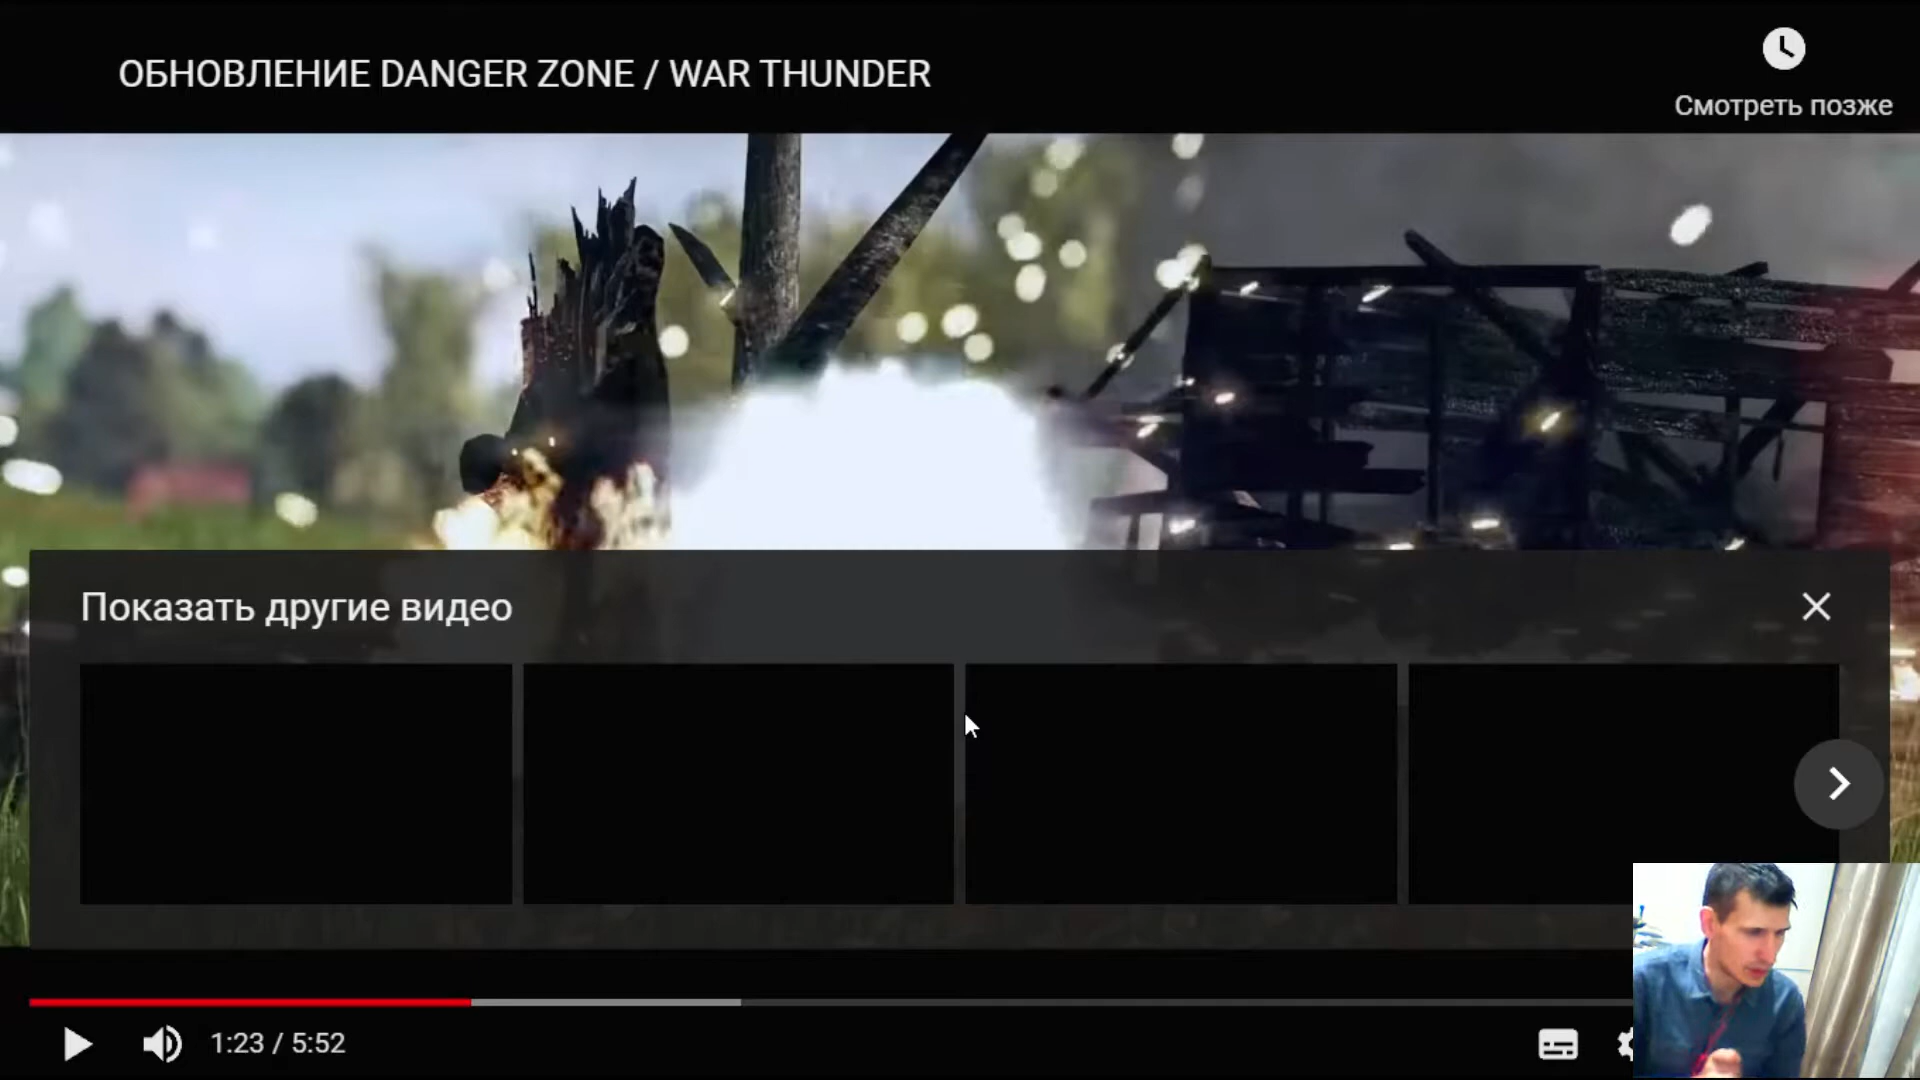 ОБНОВЛЕНИЕ DANGER ZONE / WAR THUNDER
Смотреть позже
Показать другие видео
1:23 / 5:52